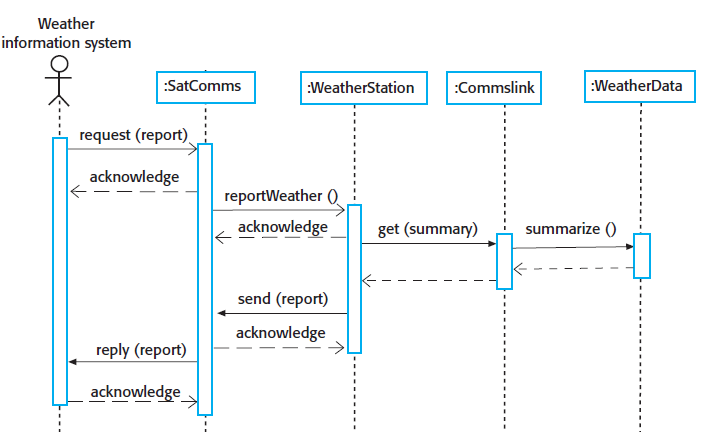 Weather
information system
:SatComms
:WeatherStation
:Commslink
:WeatherData
request (report)
acknowledge
reportWeather ()
acknowledge
get (summary)
summarize ()
send (report)
acknowledge
reply (report)
acknowledge